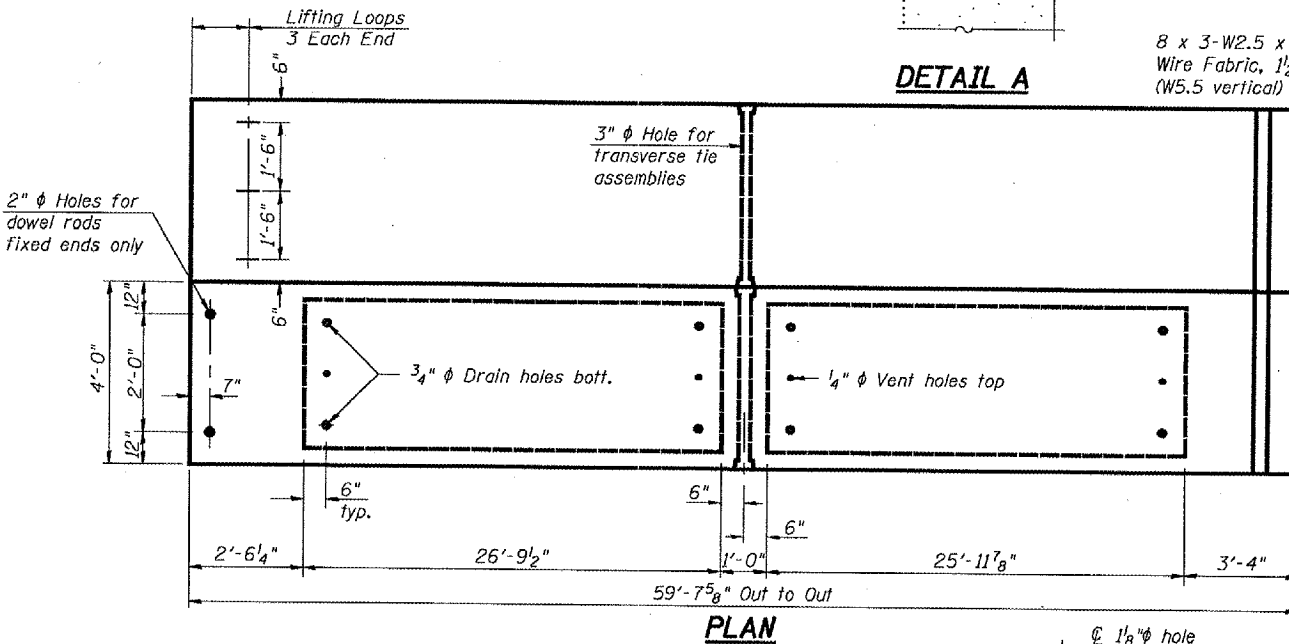 Lifting Loops
3 Each End
6"
DETAIL A
8 x 3-W2.5 x
Wire Fabric, 1½
(W5.5 vertical)
3" ϕ Hole for
transverse tie
assemblies
1'-6"
1'-6"
2" ϕ Holes for
dowel rods
fixed ends only
6"
12"
4'-0"
2'-0"
7"
12"
¾" ϕ Drain holes bott.
¼" ϕ Vent holes top
6"
typ.
6"
6"
2'-6¼"
26'-9½"
1'-0"
25'-11⅞"
3'-4"
59'-7⅝" Out to Out
PLAN
℄ 1⅛"ϕ hole